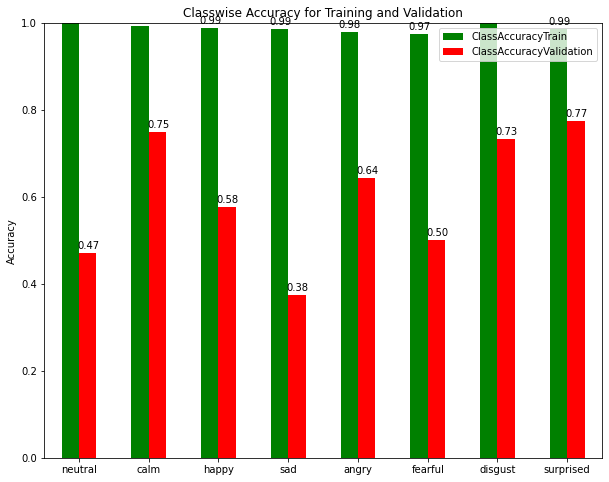 Classwise Accuracy for Training and Validation
ClassAccuracyTrain
ClassAccuracyValidation
Accuracy
1.0
0.8
0.6
0.4
0.2
0.0
0.47
0.75
0.99
0.58
0.99
0.38
0.98
0.64
0.97
0.50
0.73
0.99
0.77
neutral
calm
happy
sad
angry
fearful
disgust
surprised